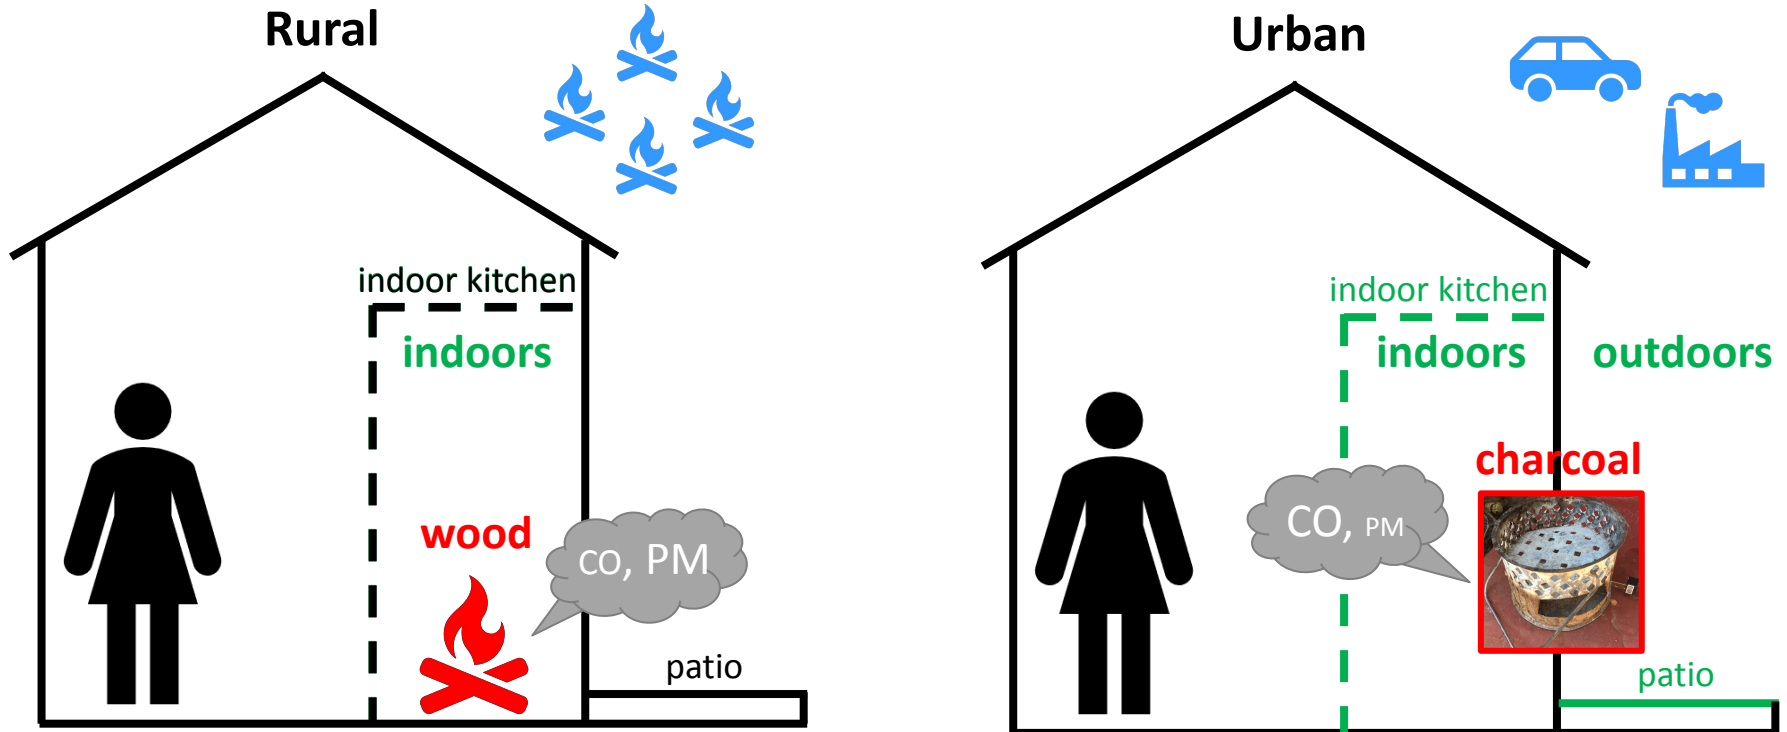 Rural
indoor kitchen
indoors
wood
CO, PM
patio
Urban
indoor kitchen
indoors
outdoors
charcoal
CO, PM
patio